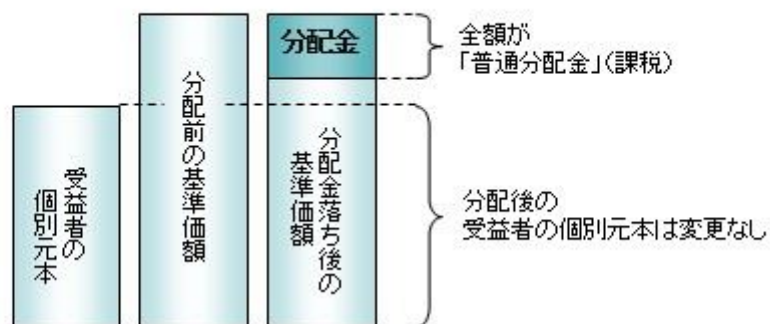 受益者の
個別元本
分配前の基準価額
分配金
分配金落ち後の
基準価額
全額が
「普通分配金」(課税)
分配後の
受益者の個別元本は変更なし